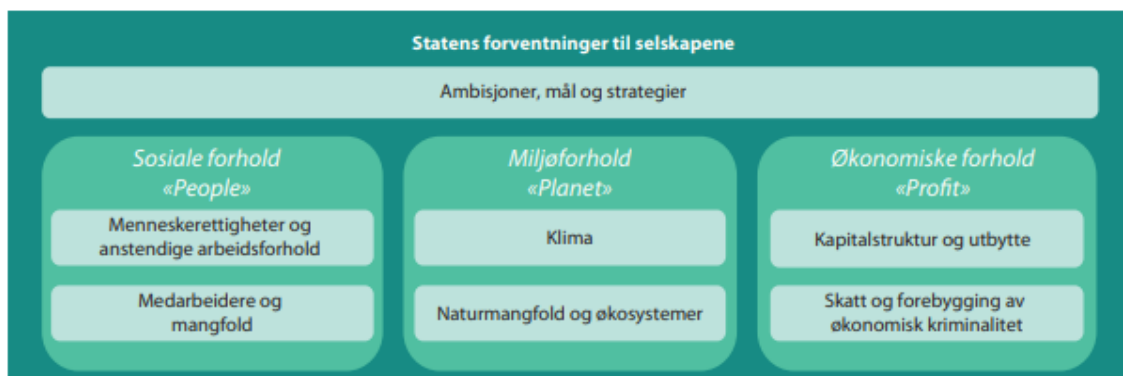 Statens forventninger til selskapene
Ambisjoner, mål og strategier
Sosiale forhold
«People»
Menneskerettigheter og
anstendige arbeidsforhold
Medarbeidere og
mangfold
Miljøforhold
«Planet»
Klima
Naturmangfold og økosystemer
Økonomiske forhold
«Profit»
Kapitalstruktur og utbytte
Skatt og forebygging av
økonomisk kriminalitet